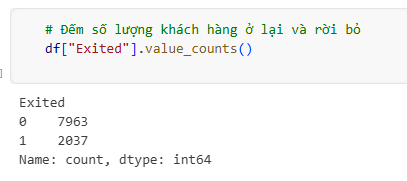 # Đếm số lượng khách hàng ở lại và rời bỏ
df["Exited"].value_counts()
Exited
0    7963
1    2037
Name: count, dtype: int64